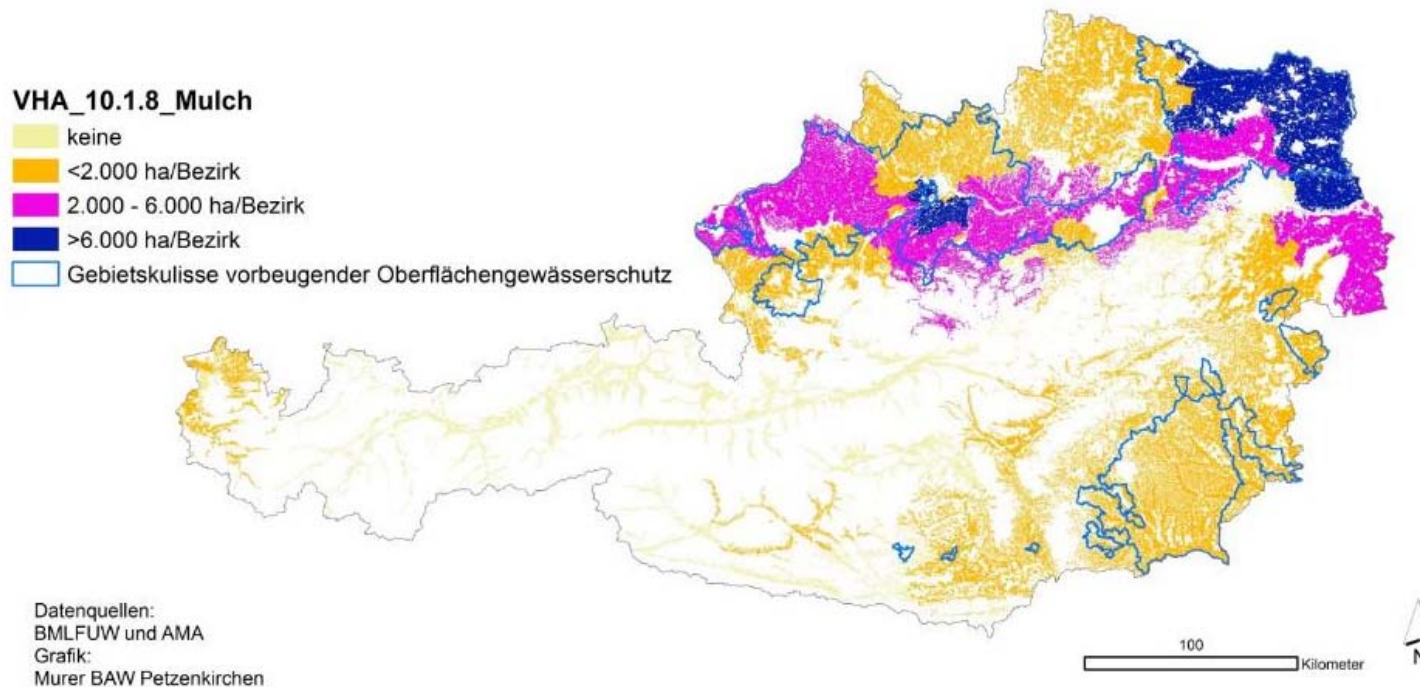 VHA_10.1.8_Mulch
keine
<2.000 ha/Bezirk
2.000 - 6.000 ha/Bezirk
>6.000 ha/Bezirk
Gebietskulisse vorbeugender Oberflächengewässerschutz
Datenquellen:
BMLFUW und AMA
Grafik:
Murer BAW Petzenkirchen
100
Kilometer
N